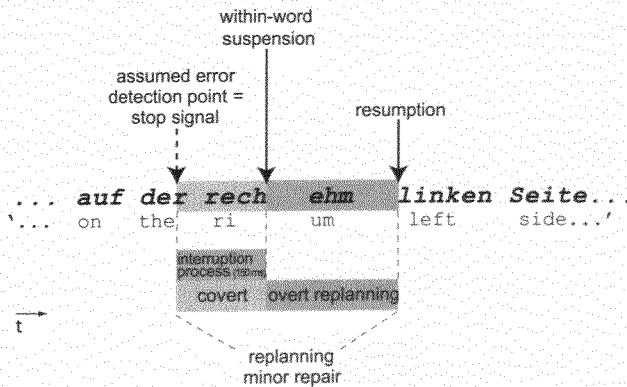 within-word
suspension
assumed error
detection point =
stop signal
resumption
... auf der rech ehm linken Seite...
'... on the ri um left side...'
interruption
process (150 ms)
covert overt replanning
t
replanning
minor repair